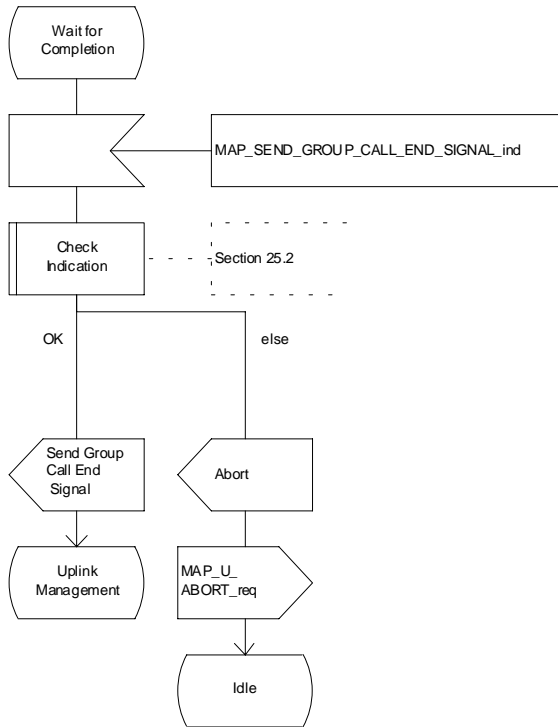 Wait for
Completion
MAP_SEND_GROUP_CALL_END_SIGNAL_ind
Check
Indication
Section 25.2
OK
else
Send Group
Call End
Signal
Abort
Uplink
Management
MAP_U_
ABORT_req
Idle